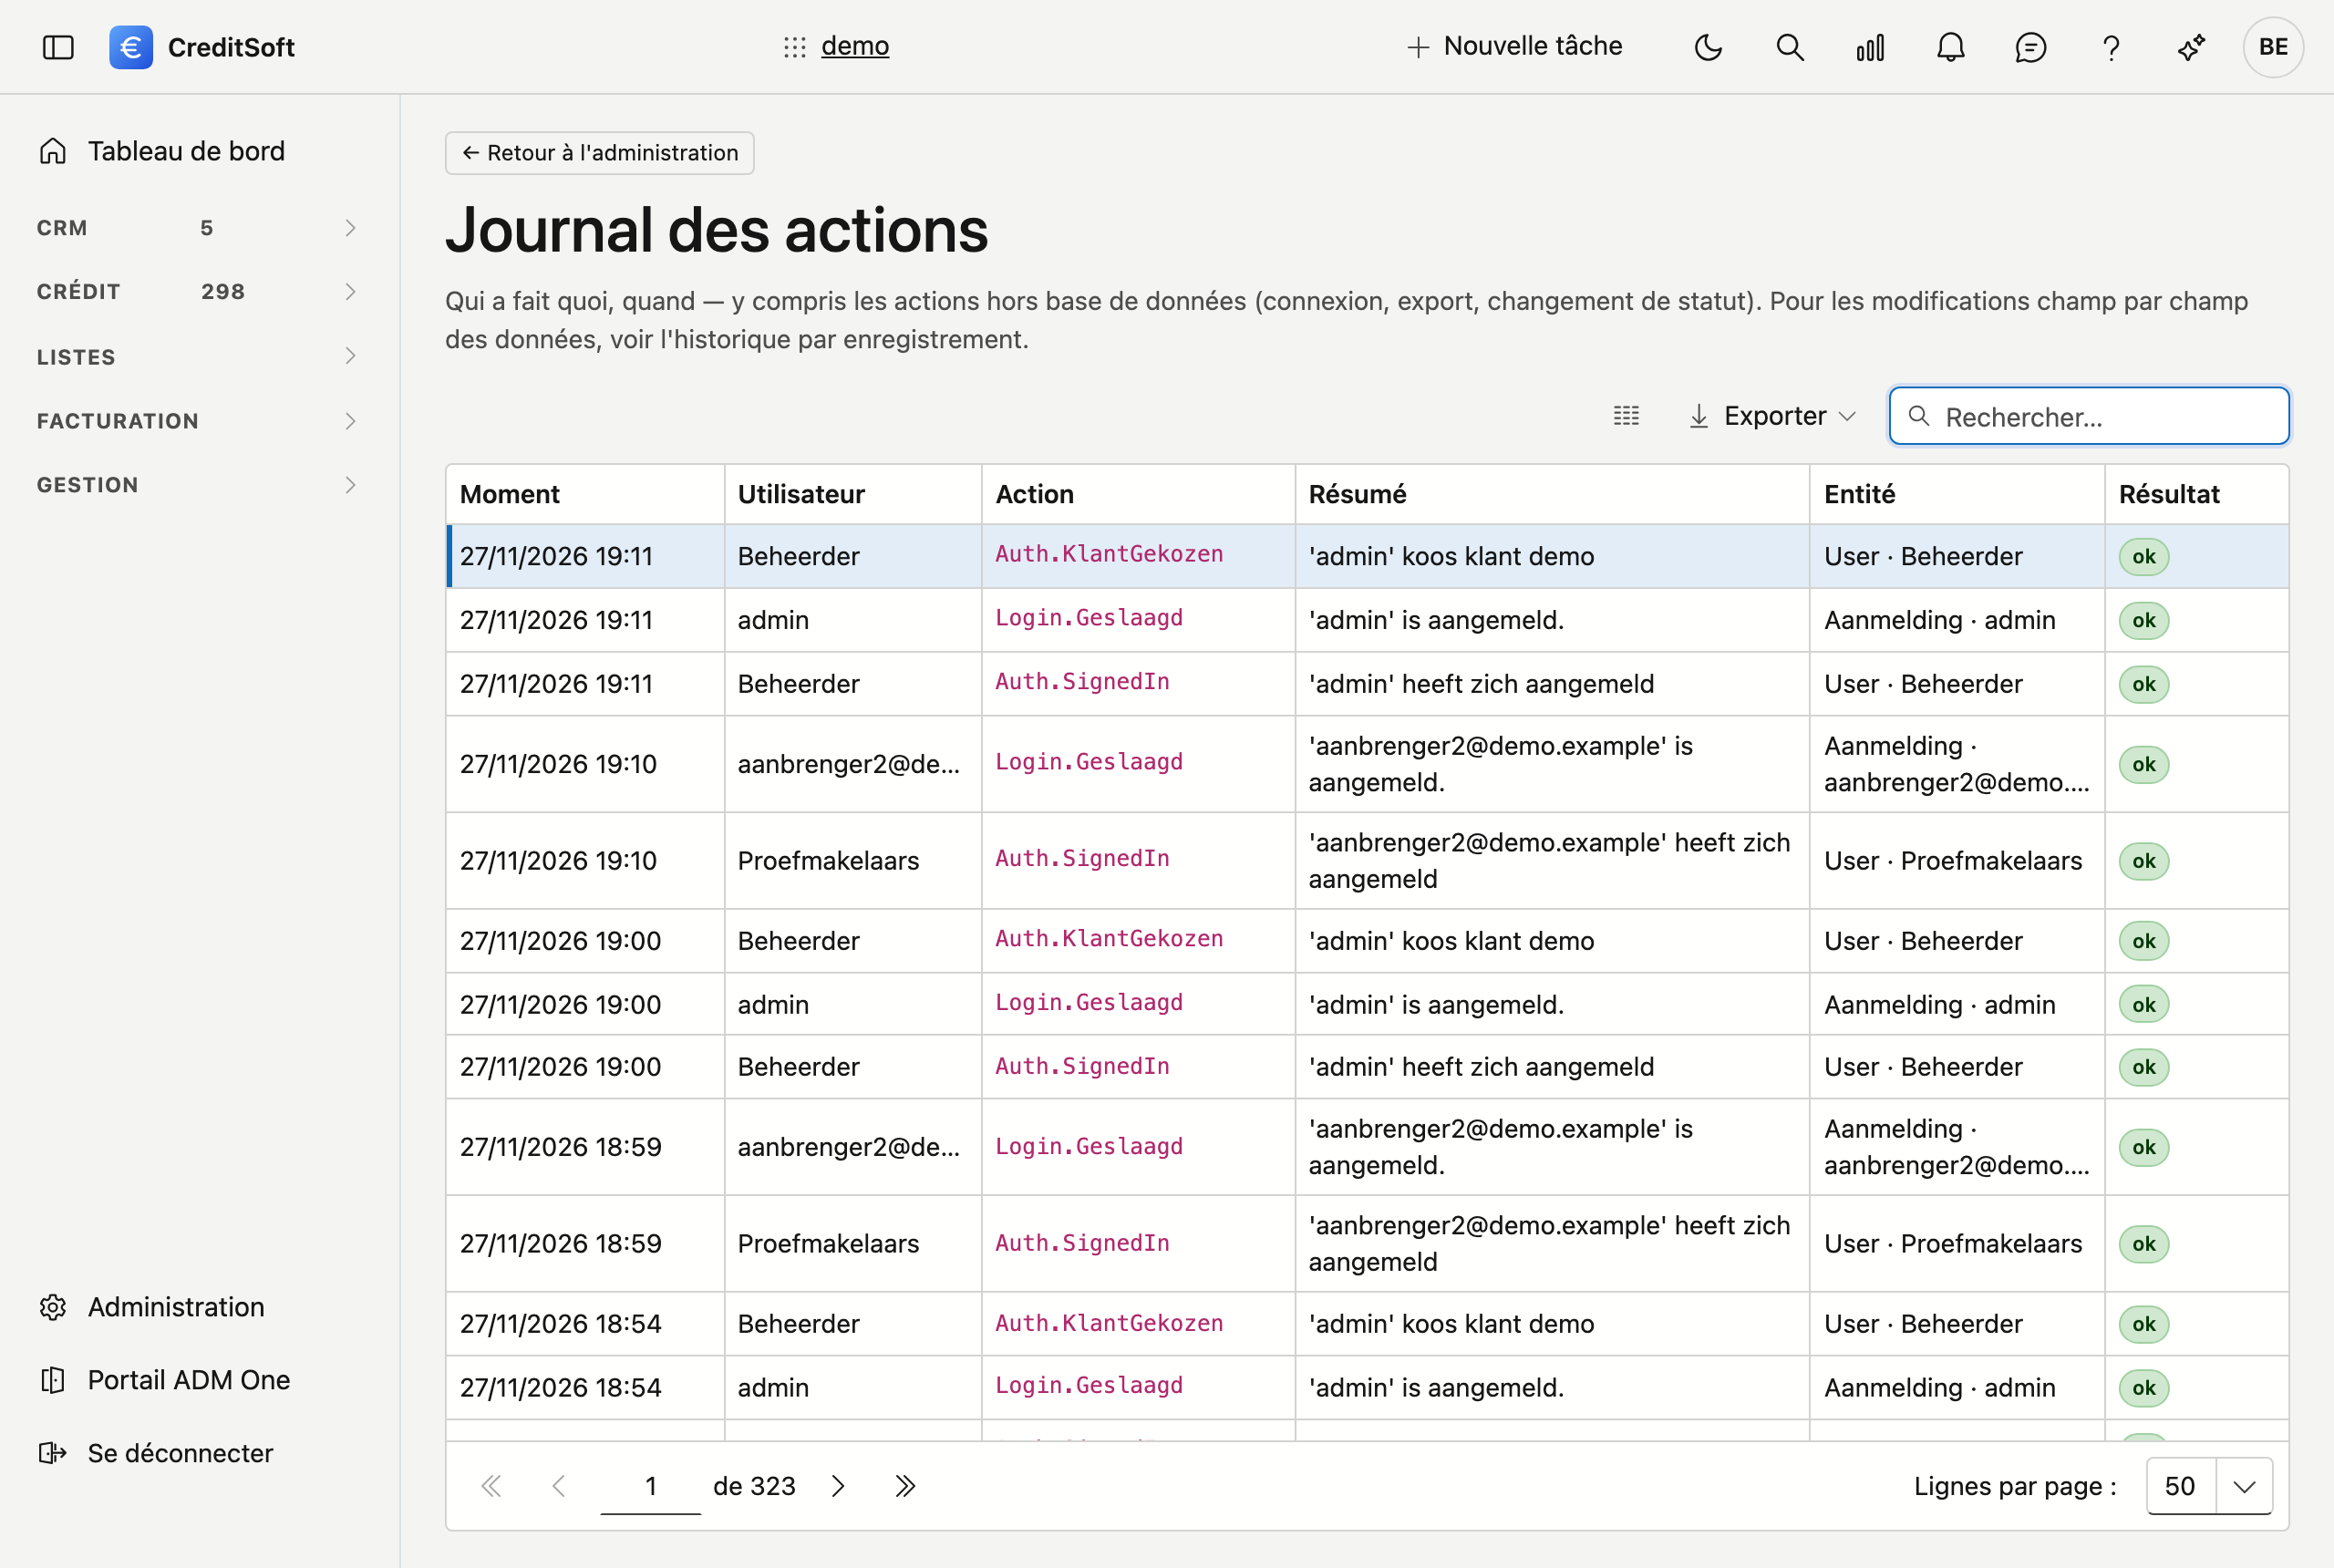 € CreditSoft
demo
Nouvelle tâche
BE
Tableau de bord
CRM 5
CRÉDIT 298
LISTES
FACTURATION
GESTION
Administration
Portail ADM One
Se déconnecter
← Retour à l'administration
Journal des actions
Qui a fait quoi, quand — y compris les actions hors base de données (connexion, export, changement de statut). Pour les modifications champ par champ
des données, voir l'historique par enregistrement.
Exporter
Rechercher...
Moment Utilisateur Action Résumé Entité Résultat
27/11/2026 19:11 Beheerder Auth.KlantGekozen 'admin' koos klant demo User · Beheerder ok
27/11/2026 19:11 admin Login.Geslaagd 'admin' is aangemeld. Aanmelding · admin ok
27/11/2026 19:11 Beheerder Auth.SignedIn 'admin' heeft zich aangemeld User · Beheerder ok
27/11/2026 19:10 aanbrenger2@de... Login.Geslaagd 'aanbrenger2@demo.example' is aangemeld. Aanmelding · aanbrenger2@demo.... ok
27/11/2026 19:10 Proefmakelaars Auth.SignedIn 'aanbrenger2@demo.example' heeft zich aangemeld User · Proefmakelaars ok
27/11/2026 19:00 Beheerder Auth.KlantGekozen 'admin' koos klant demo User · Beheerder ok
27/11/2026 19:00 admin Login.Geslaagd 'admin' is aangemeld. Aanmelding · admin ok
27/11/2026 19:00 Beheerder Auth.SignedIn 'admin' heeft zich aangemeld User · Beheerder ok
27/11/2026 18:59 aanbrenger2@de... Login.Geslaagd 'aanbrenger2@demo.example' is aangemeld. Aanmelding · aanbrenger2@demo.... ok
27/11/2026 18:59 Proefmakelaars Auth.SignedIn 'aanbrenger2@demo.example' heeft zich aangemeld User · Proefmakelaars ok
27/11/2026 18:54 Beheerder Auth.KlantGekozen 'admin' koos klant demo User · Beheerder ok
27/11/2026 18:54 admin Login.Geslaagd 'admin' is aangemeld. Aanmelding · admin ok
1 de 323
Lignes par page : 50